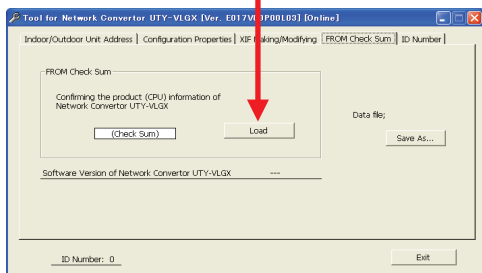 Tool for Network Convertor UTY-VLGX [Ver. E017V00P00L03] [Online]
Indoor/Outdoor Unit Address Configuration Properties XIF Making/Modifying FROM Check Sum ID Number
FROM Check Sum
Confirming the product (CPU) information of
Network Convertor UTY-VLGX
(Check Sum)
Load
Data file;
Save As...
Software Version of Network Convertor UTY-VLGX ---
ID Number: 0
Exit